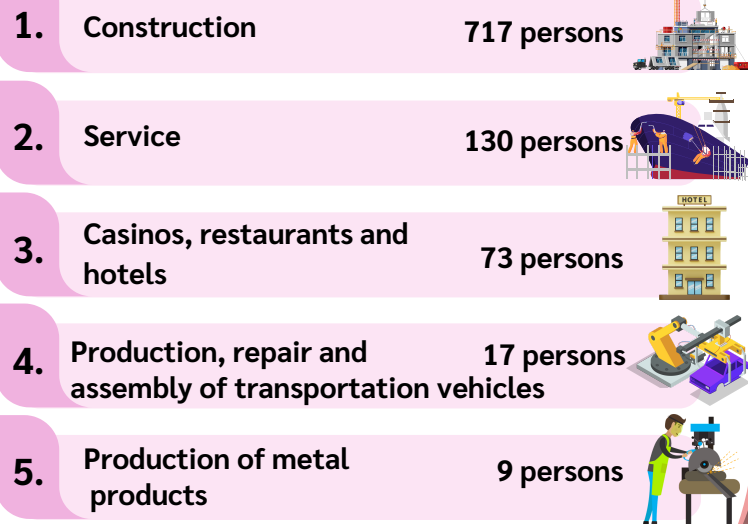 1. Construction 717 persons
2. Service 130 persons
3. Casinos, restaurants and
hotels 73 persons
HOTEL
4. Production, repair and 17 persons
assembly of transportation vehicles
5. Production of metal
products 9 persons